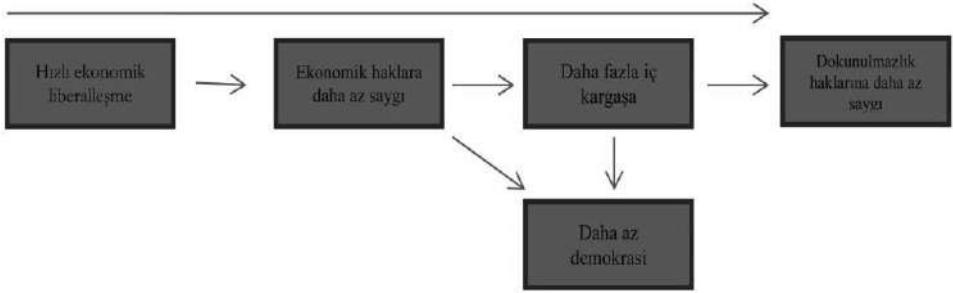 Hızlı ekonomik
liberalleşme
Ekonomik haklara
daha az saygı
Daha fazla iç
kargaşa
Dokunulmazlık
haklarına daha az
saygı
Daha az
demokrasi